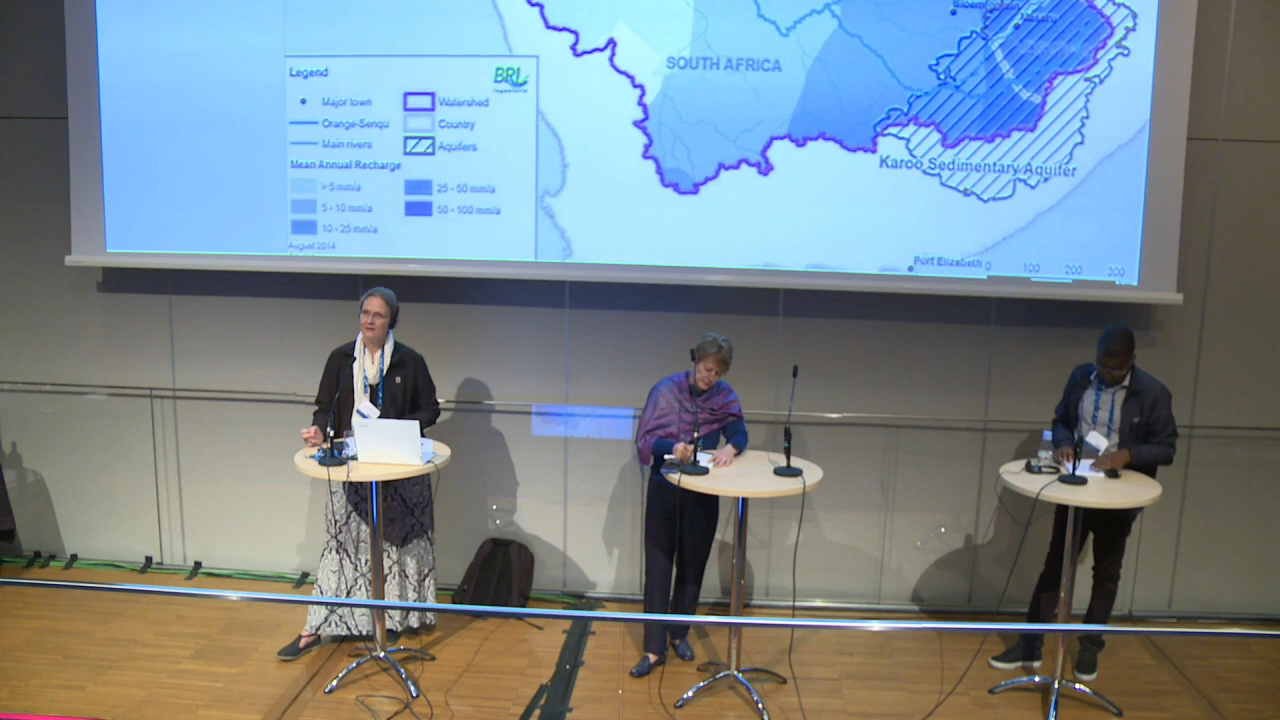 Bloemfontein
Maseru
SOUTH AFRICA
Karoo Sedimentary Aquifer
Port Elizabeth
0 100 200 300
Legend
BRL
Major town
Orange-Senqu
Main rivers
Watershed
Country
Aquifers
Mean Annual Recharge
> 5 mm/a
5 - 10 mm/a
10 - 25 mm/a
25 - 50 mm/a
50 - 100 mm/a
August 2014